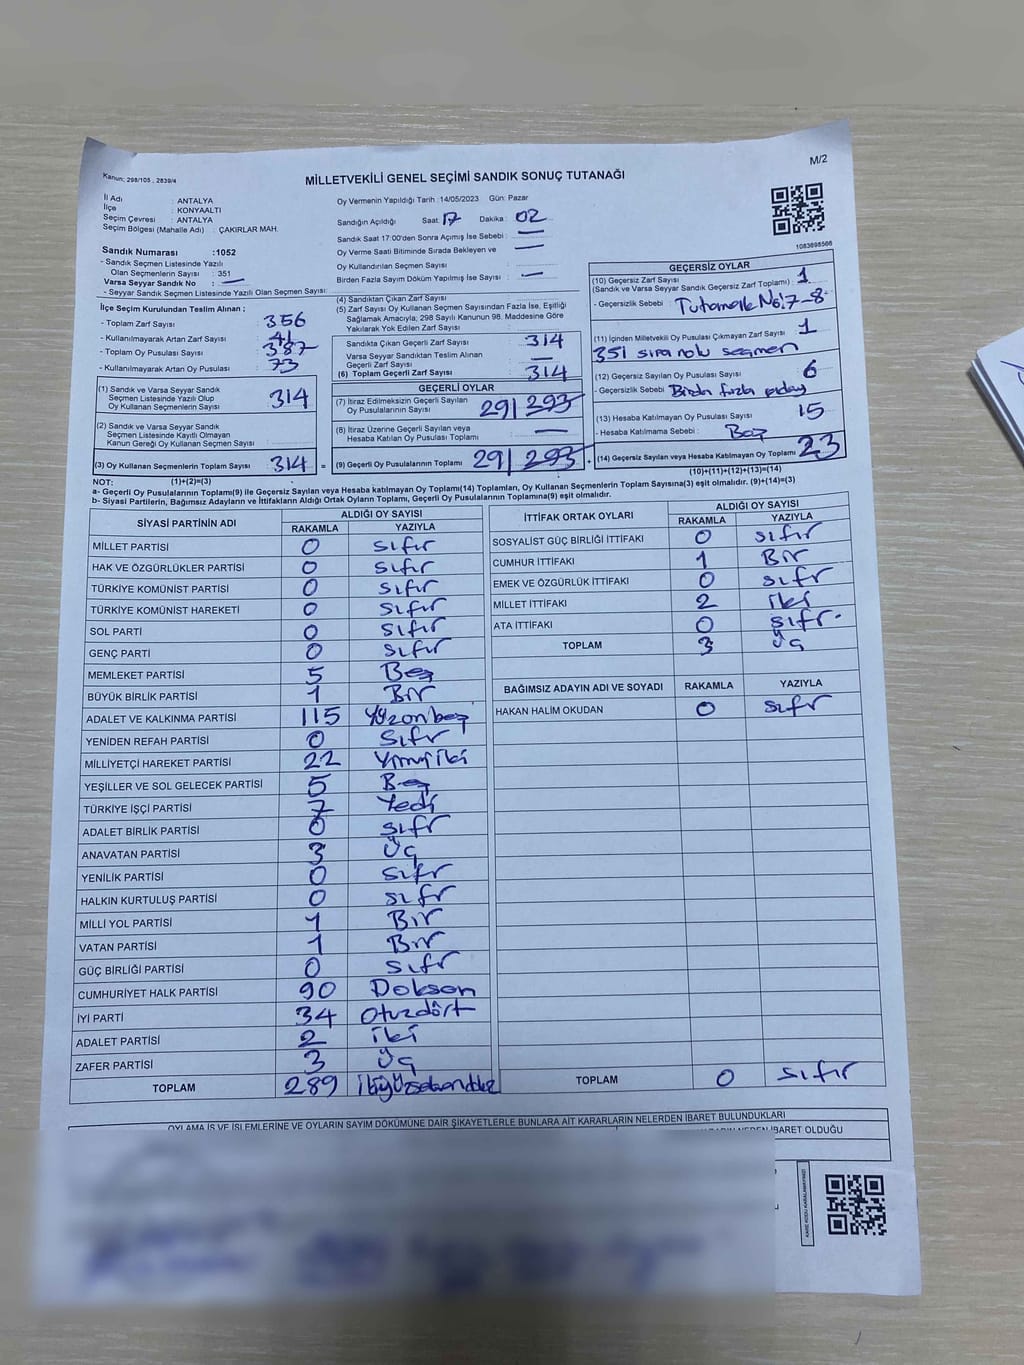 M/2
Kanun: 298/105 , 2839/4
MİLLETVEKİLİ GENEL SEÇİMİ SANDIK SONUÇ TUTANAĞI
İl Adı : ANTALYA
İlçe : KONYAALTI
Seçim Çevresi : ANTALYA
Seçim Bölgesi (Mahalle Adı) : ÇAKIRLAR MAH.
Oy Vermenin Yapıldığı Tarih :14/05/2023 Gün: Pazar
Sandığın Açıldığı Saat : 17 Dakika : 02
Sandık Saat 17:00'den Sonra Açımış İse Sebebi : —
Oy Verme Saati Bitiminde Sırada Bekleyen ve
Oy Kullandırılan Seçmen Sayısı : —
Birden Fazla Sayım Döküm Yapılmış İse Sayısı : —
1083698566
Sandık Numarası :1052
- Sandık Seçmen Listesinde Yazılı
Olan Seçmenlerin Sayısı : 351
Varsa Seyyar Sandık No : —
- Seyyar Sandık Seçmen Listesinde Yazılı Olan Seçmen Sayısı:
İlçe Seçim Kurulundan Teslim Alınan ;
- Toplam Zarf Sayısı : 356
- Kullanılmayarak Artan Zarf Sayısı : 41
- Toplam Oy Pusulası Sayısı : 387
- Kullanılmayarak Artan Oy Pusulası : 73
(1) Sandık ve Varsa Seyyar Sandık
Seçmen Listesinde Yazılı Olup
Oy Kullanan Seçmenlerin Sayısı : 314
(2) Sandık ve Varsa Seyyar Sandık
Seçmen Listesinde Kayıtlı Olmayan
Kanun Gereği Oy Kullanan Seçmen Sayısı :
(3) Oy Kullanan Seçmenlerin Toplam Sayısı : 314 =
(4) Sandıktan Çıkan Zarf Sayısı :
(5) Zarf Sayısı Oy Kullanan Seçmen Sayısından Fazla İse, Eşitliği
Sağlamak Amacıyla; 298 Sayılı Kanunun 98. Maddesine Göre
Yakılarak Yok Edilen Zarf Sayısı :
Sandıkta Çıkan Geçerli Zarf Sayısı : 314
Varsa Seyyar Sandıktan Teslim Alınan
Geçerli Zarf Sayısı : —
(6) Toplam Geçerli Zarf Sayısı : 314
GEÇERLİ OYLAR
(7) İtiraz Edilmeksizin Geçerli Sayılan
Oy Pusulalarının Sayısı : 291 293
(8) İtiraz Üzerine Geçerli Sayılan veya
Hesaba Katılan Oy Pusulası Toplamı : —
(9) Geçerli Oy Pusulalarının Toplamı : 291 293 +
GEÇERSİZ OYLAR
(10) Geçersiz Zarf Sayısı : 1
(Sandık ve Varsa Seyyar Sandık Geçersiz Zarf Toplamı)
- Geçersizlik Sebebi : Tutanak No:7-8
(11) İçinden Milletvekili Oy Pusulası Çıkmayan Zarf Sayısı : 1
351 sıra nolu seçmen
(12) Geçersiz Sayılan Oy Pusulası Sayısı : 6
- Geçersizlik Sebebi : Birden fazla aday
(13) Hesaba Katılmayan Oy Pusulası Sayısı : 15
- Hesaba Katılmama Sebebi : Boş
(14) Geçersiz Sayılan veya Hesaba Katılmayan Oy Toplamı : 23
(10)+(11)+(12)+(13)=(14)
NOT: (1)+(2)=(3)
a- Geçerli Oy Pusulalarının Toplamı(9) ile Geçersiz Sayılan veya Hesaba Katılmayan Oy Toplamı(14) Toplamları, Oy Kullanan Seçmenlerin Toplam Sayısına(3) eşit olmalıdır. (9)+(14)=(3)
b- Siyasi Partilerin, Bağımsız Adayların ve İttifakların Aldığı Ortak Oyların Toplamı, Geçerli Oy Pusulalarının Toplamına(9) eşit olmalıdır.
SİYASİ PARTİNİN ADI ALDIĞI OY SAYISI
RAKAMLA YAZIYLA
MİLLET PARTİSİ 0 sıfır
HAK VE ÖZGÜRLÜKLER PARTİSİ 0 sıfır
TÜRKİYE KOMÜNİST PARTİSİ 0 sıfır
TÜRKİYE KOMÜNİST HAREKETİ 0 sıfır
SOL PARTİ 0 sıfır
GENÇ PARTİ 0 sıfır
MEMLEKET PARTİSİ 5 Beş
BÜYÜK BİRLİK PARTİSİ 1 Bir
ADALET VE KALKINMA PARTİSİ 115 Yüzonbeş
YENİDEN REFAH PARTİSİ 0 Sıfır
MİLLİYETÇİ HAREKET PARTİSİ 22 Yirmiiki
YEŞİLLER VE SOL GELECEK PARTİSİ 5 Beş
TÜRKİYE İŞÇİ PARTİSİ 7 Yedi
ADALET BİRLİK PARTİSİ 0 sıfır
ANAVATAN PARTİSİ 3 Üç
YENİLİK PARTİSİ 0 sıfır
HALKIN KURTULUŞ PARTİSİ 0 sıfır
MİLLİ YOL PARTİSİ 1 Bir
VATAN PARTİSİ 1 Bir
GÜÇ BİRLİĞİ PARTİSİ 0 sıfır
CUMHURİYET HALK PARTİSİ 90 Doksan
İYİ PARTİ 34 otuzdört
ADALET PARTİSİ 2 iki
ZAFER PARTİSİ 3 Üç
TOPLAM 289
İTTİFAK ORTAK OYLARI ALDIĞI OY SAYISI
RAKAMLA YAZIYLA
SOSYALİST GÜÇ BİRLİĞİ İTTİFAKI 0 sıfır
CUMHUR İTTİFAKI 1 Bir
EMEK VE ÖZGÜRLÜK İTTİFAKI 0 sıfır
MİLLET İTTİFAKI 2 iki
ATA İTTİFAKI 0 sıfır.
TOPLAM 3 Üç
BAĞIMSIZ ADAYIN ADI VE SOYADI RAKAMLA YAZIYLA
HAKAN HALİM OKUDAN 0 sıfır
TOPLAM 0 sıfır
OYLAMA İŞ VE İŞLEMLERİNE VE OYLARIN SAYIM DÖKÜMÜNE DAİR ŞİKAYETLERLE BUNLARA AİT KARARLARIN NELERDEN İBARET BULUNDUKLARI
İBARET OLDUĞU
KARE KODU KARALAMAYINIZ!